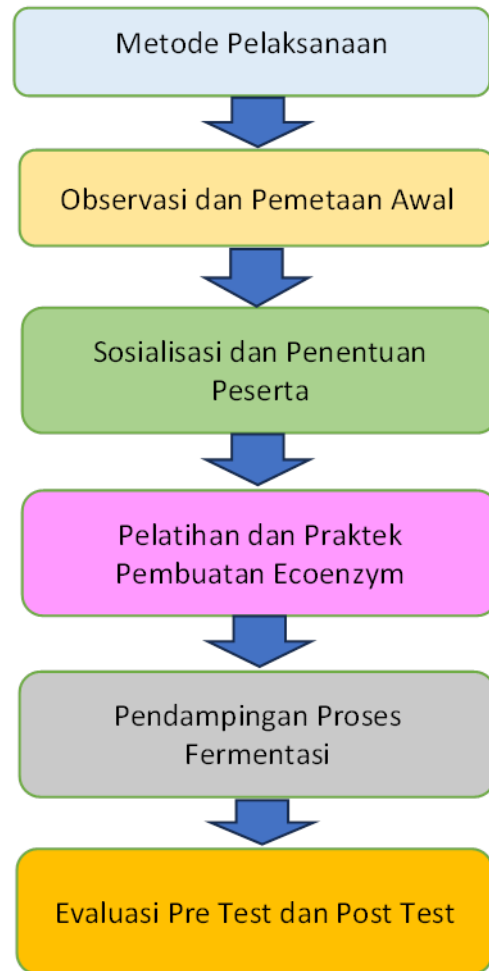 Metode Pelaksanaan
Observasi dan Pemetaan Awal
Sosialisasi dan Penentuan
Peserta
Pelatihan dan Praktek
Pembuatan Ecoenzym
Pendampingan Proses
Fermentasi
Evaluasi Pre Test dan Post Test